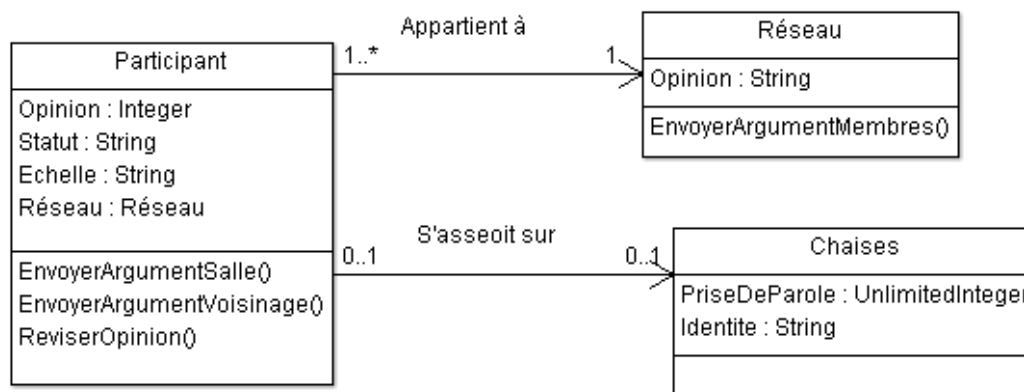 Participant
Opinion : Integer
Statut : String
Echelle : String
Réseau : Réseau
EnvoyerArgumentSalle()
EnvoyerArgumentVoisinage()
ReviserOpinion()
Appartient à
1..*
1
Réseau
Opinion : String
EnvoyerArgumentMembres()
S'asseoit sur
0..1
0..1
Chaises
PriseDeParole : UnlimitedInteger
Identite : String